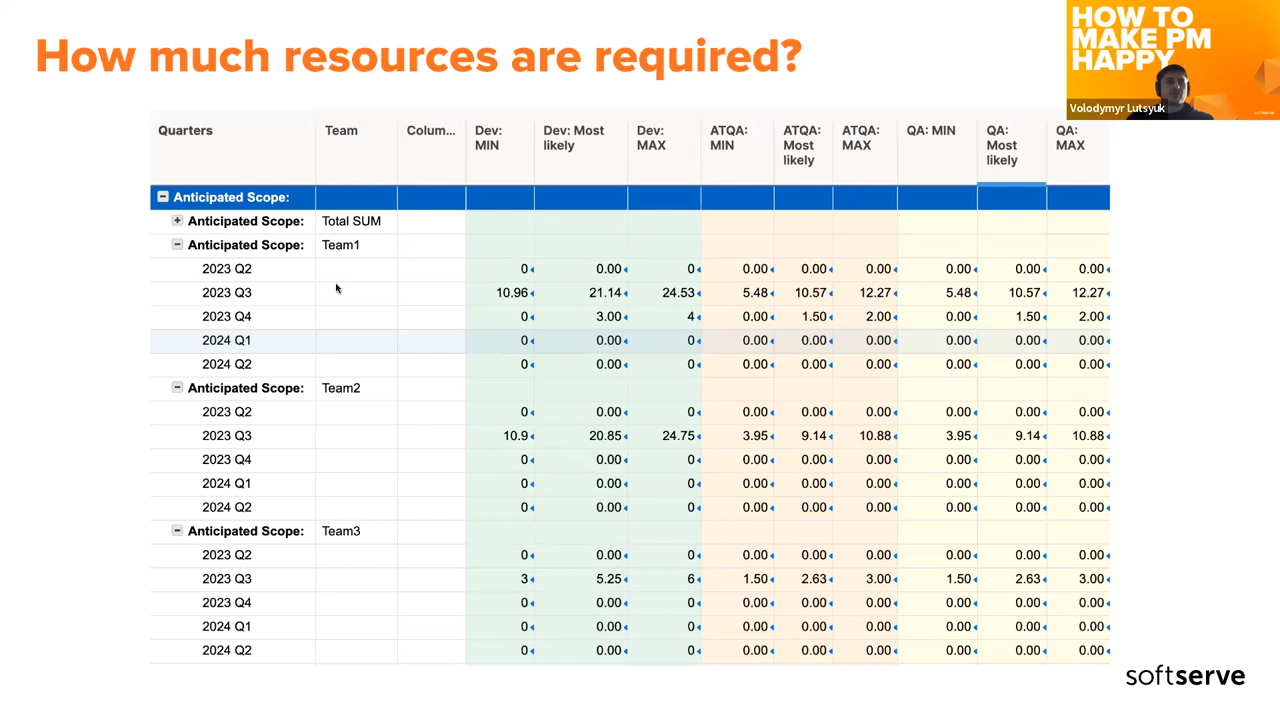 How much resources are required?
HOW TO
MAKE PM
HAPPY
Volodymyr Lutsyuk
softserve
Quarters Team Colum... Dev: MIN Dev: Most likely Dev: MAX ATQA: MIN ATQA: Most likely ATQA: MAX QA: MIN QA: Most likely QA: MAX
Anticipated Scope:
Anticipated Scope: Total SUM
Anticipated Scope: Team1
2023 Q2 0 0.00 0 0.00 0.00 0.00 0.00 0.00 0.00
2023 Q3 10.96 21.14 24.53 5.48 10.57 12.27 5.48 10.57 12.27
2023 Q4 0 3.00 4 0.00 1.50 2.00 0.00 1.50 2.00
2024 Q1 0 0.00 0 0.00 0.00 0.00 0.00 0.00 0.00
2024 Q2 0 0.00 0 0.00 0.00 0.00 0.00 0.00 0.00
Anticipated Scope: Team2
2023 Q2 0 0.00 0 0.00 0.00 0.00 0.00 0.00 0.00
2023 Q3 10.9 20.85 24.75 3.95 9.14 10.88 3.95 9.14 10.88
2023 Q4 0 0.00 0 0.00 0.00 0.00 0.00 0.00 0.00
2024 Q1 0 0.00 0 0.00 0.00 0.00 0.00 0.00 0.00
2024 Q2 0 0.00 0 0.00 0.00 0.00 0.00 0.00 0.00
Anticipated Scope: Team3
2023 Q2 0 0.00 0 0.00 0.00 0.00 0.00 0.00 0.00
2023 Q3 3 5.25 6 1.50 2.63 3.00 1.50 2.63 3.00
2023 Q4 0 0.00 0 0.00 0.00 0.00 0.00 0.00 0.00
2024 Q1 0 0.00 0 0.00 0.00 0.00 0.00 0.00 0.00
2024 Q2 0 0.00 0 0.00 0.00 0.00 0.00 0.00 0.00
softserve